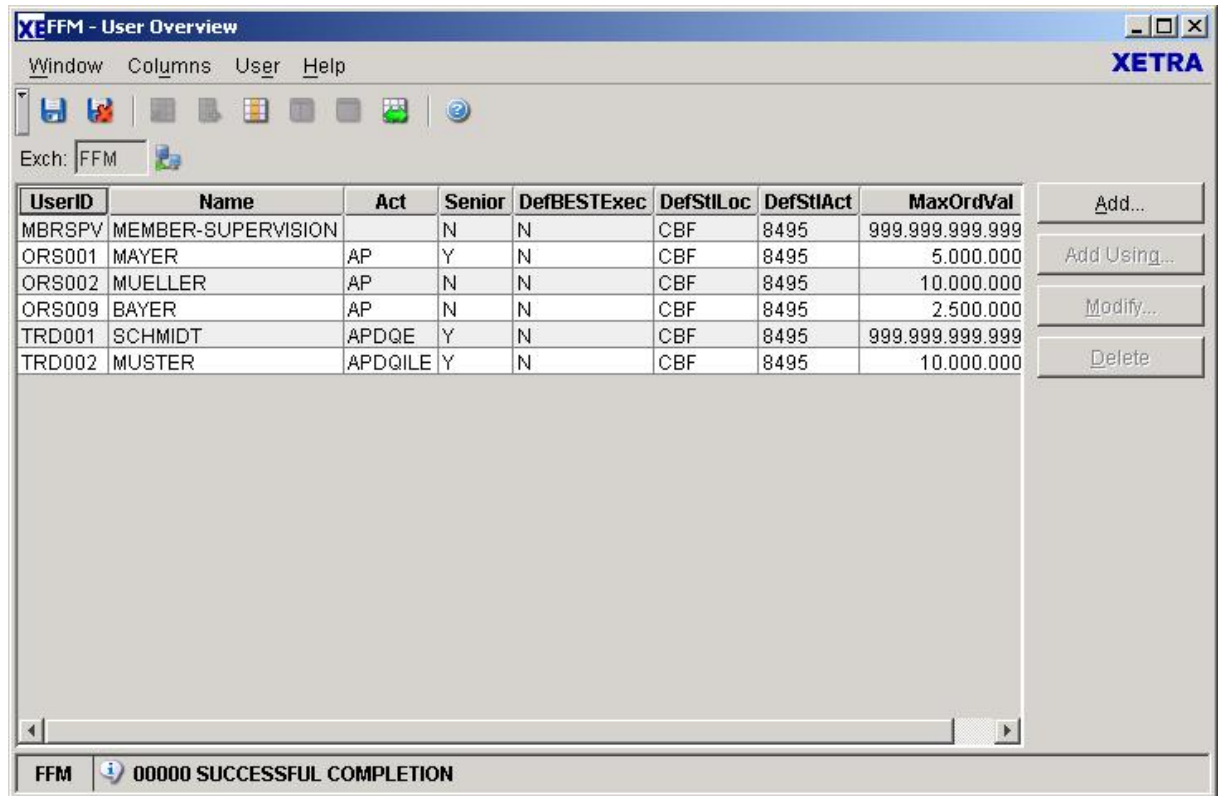 XE FFM - User Overview
Window Columns User Help
XETRA
Exch: FFM
UserID Name Act Senior DefBESTExec DefStlLoc DefStlAct MaxOrdVal
MBRSPV MEMBER-SUPERVISION N N CBF 8495 999.999.999.999
ORS001 MAYER AP Y N CBF 8495 5.000.000
ORS002 MUELLER AP N N CBF 8495 10.000.000
ORS009 BAYER AP N N CBF 8495 2.500.000
TRD001 SCHMIDT APDQE Y N CBF 8495 999.999.999.999
TRD002 MUSTER APDQILE Y N CBF 8495 10.000.000
Add...
Add Using...
Modify...
Delete
FFM 00000 SUCCESSFUL COMPLETION